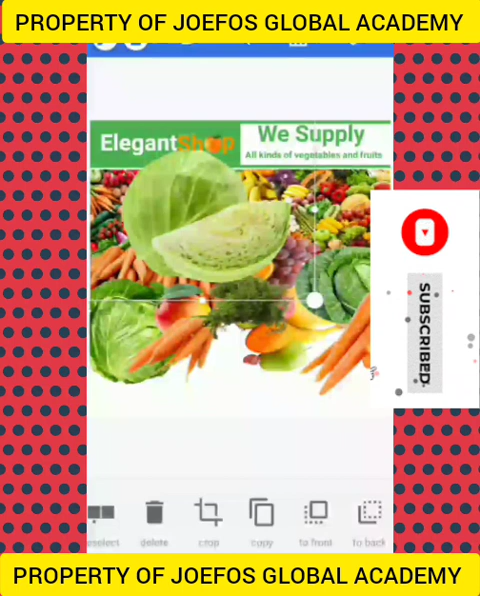 PROPERTY OF JOEFOS GLOBAL ACADEMY
ElegantShop
We Supply
All kinds of vegetables and fruits
SUBSCRIBED
eselect
delete
crop
copy
to front
to back
PROPERTY OF JOEFOS GLOBAL ACADEMY